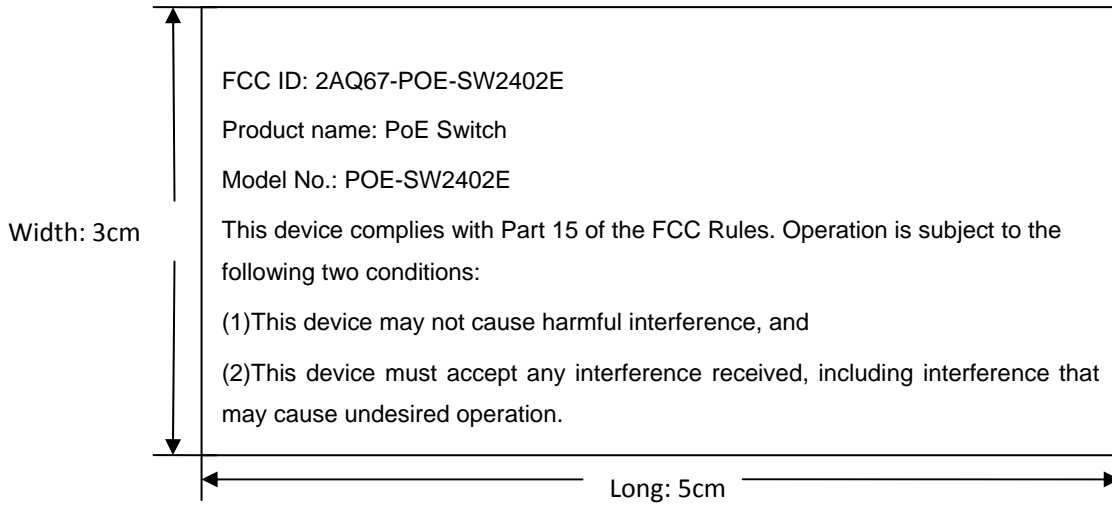 FCC ID: 2AQ67-POE-SW2402E
Product name: PoE Switch
Model No.: POE-SW2402E
Width: 3cm
This device complies with Part 15 of the FCC Rules. Operation is subject to the
following two conditions:
(1)This device may not cause harmful interference, and
(2)This device must accept any interference received, including interference that
may cause undesired operation.
Long: 5cm